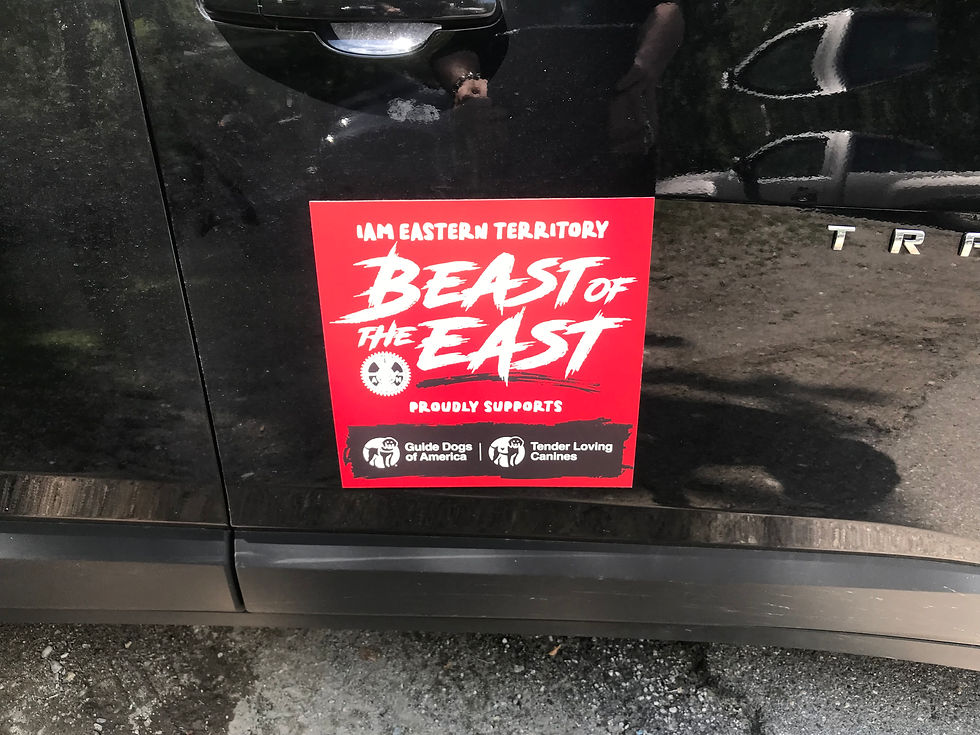 IAM EASTERN TERRITORY
BEAST OF
THE EAST
PROUDLY SUPPORTS
Guide Dogs
of America
Tender Loving
Canines
T R